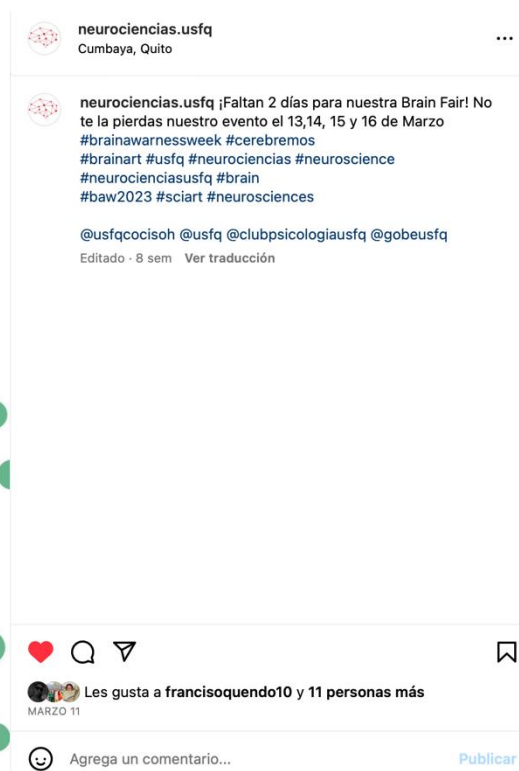 neurociencias.usfq
Cumbaya, Quito
neurociencias.usfq ¡Faltan 2 días para nuestra Brain Fair! No
te la pierdas nuestro evento el 13,14, 15 y 16 de Marzo
#brainawarnessweek #cerebremos
#brainart #usfq #neurociencias #neuroscience
#neurocienciasusfq #brain
#baw2023 #sciart #neurosciences
@usfqcocisoh @usfq @clubpsicologiausfq @gobeusfq
Editado · 8 sem Ver traducción
Les gusta a francisoquendo10 y 11 personas más
MARZO 11
Agrega un comentario... Publicar